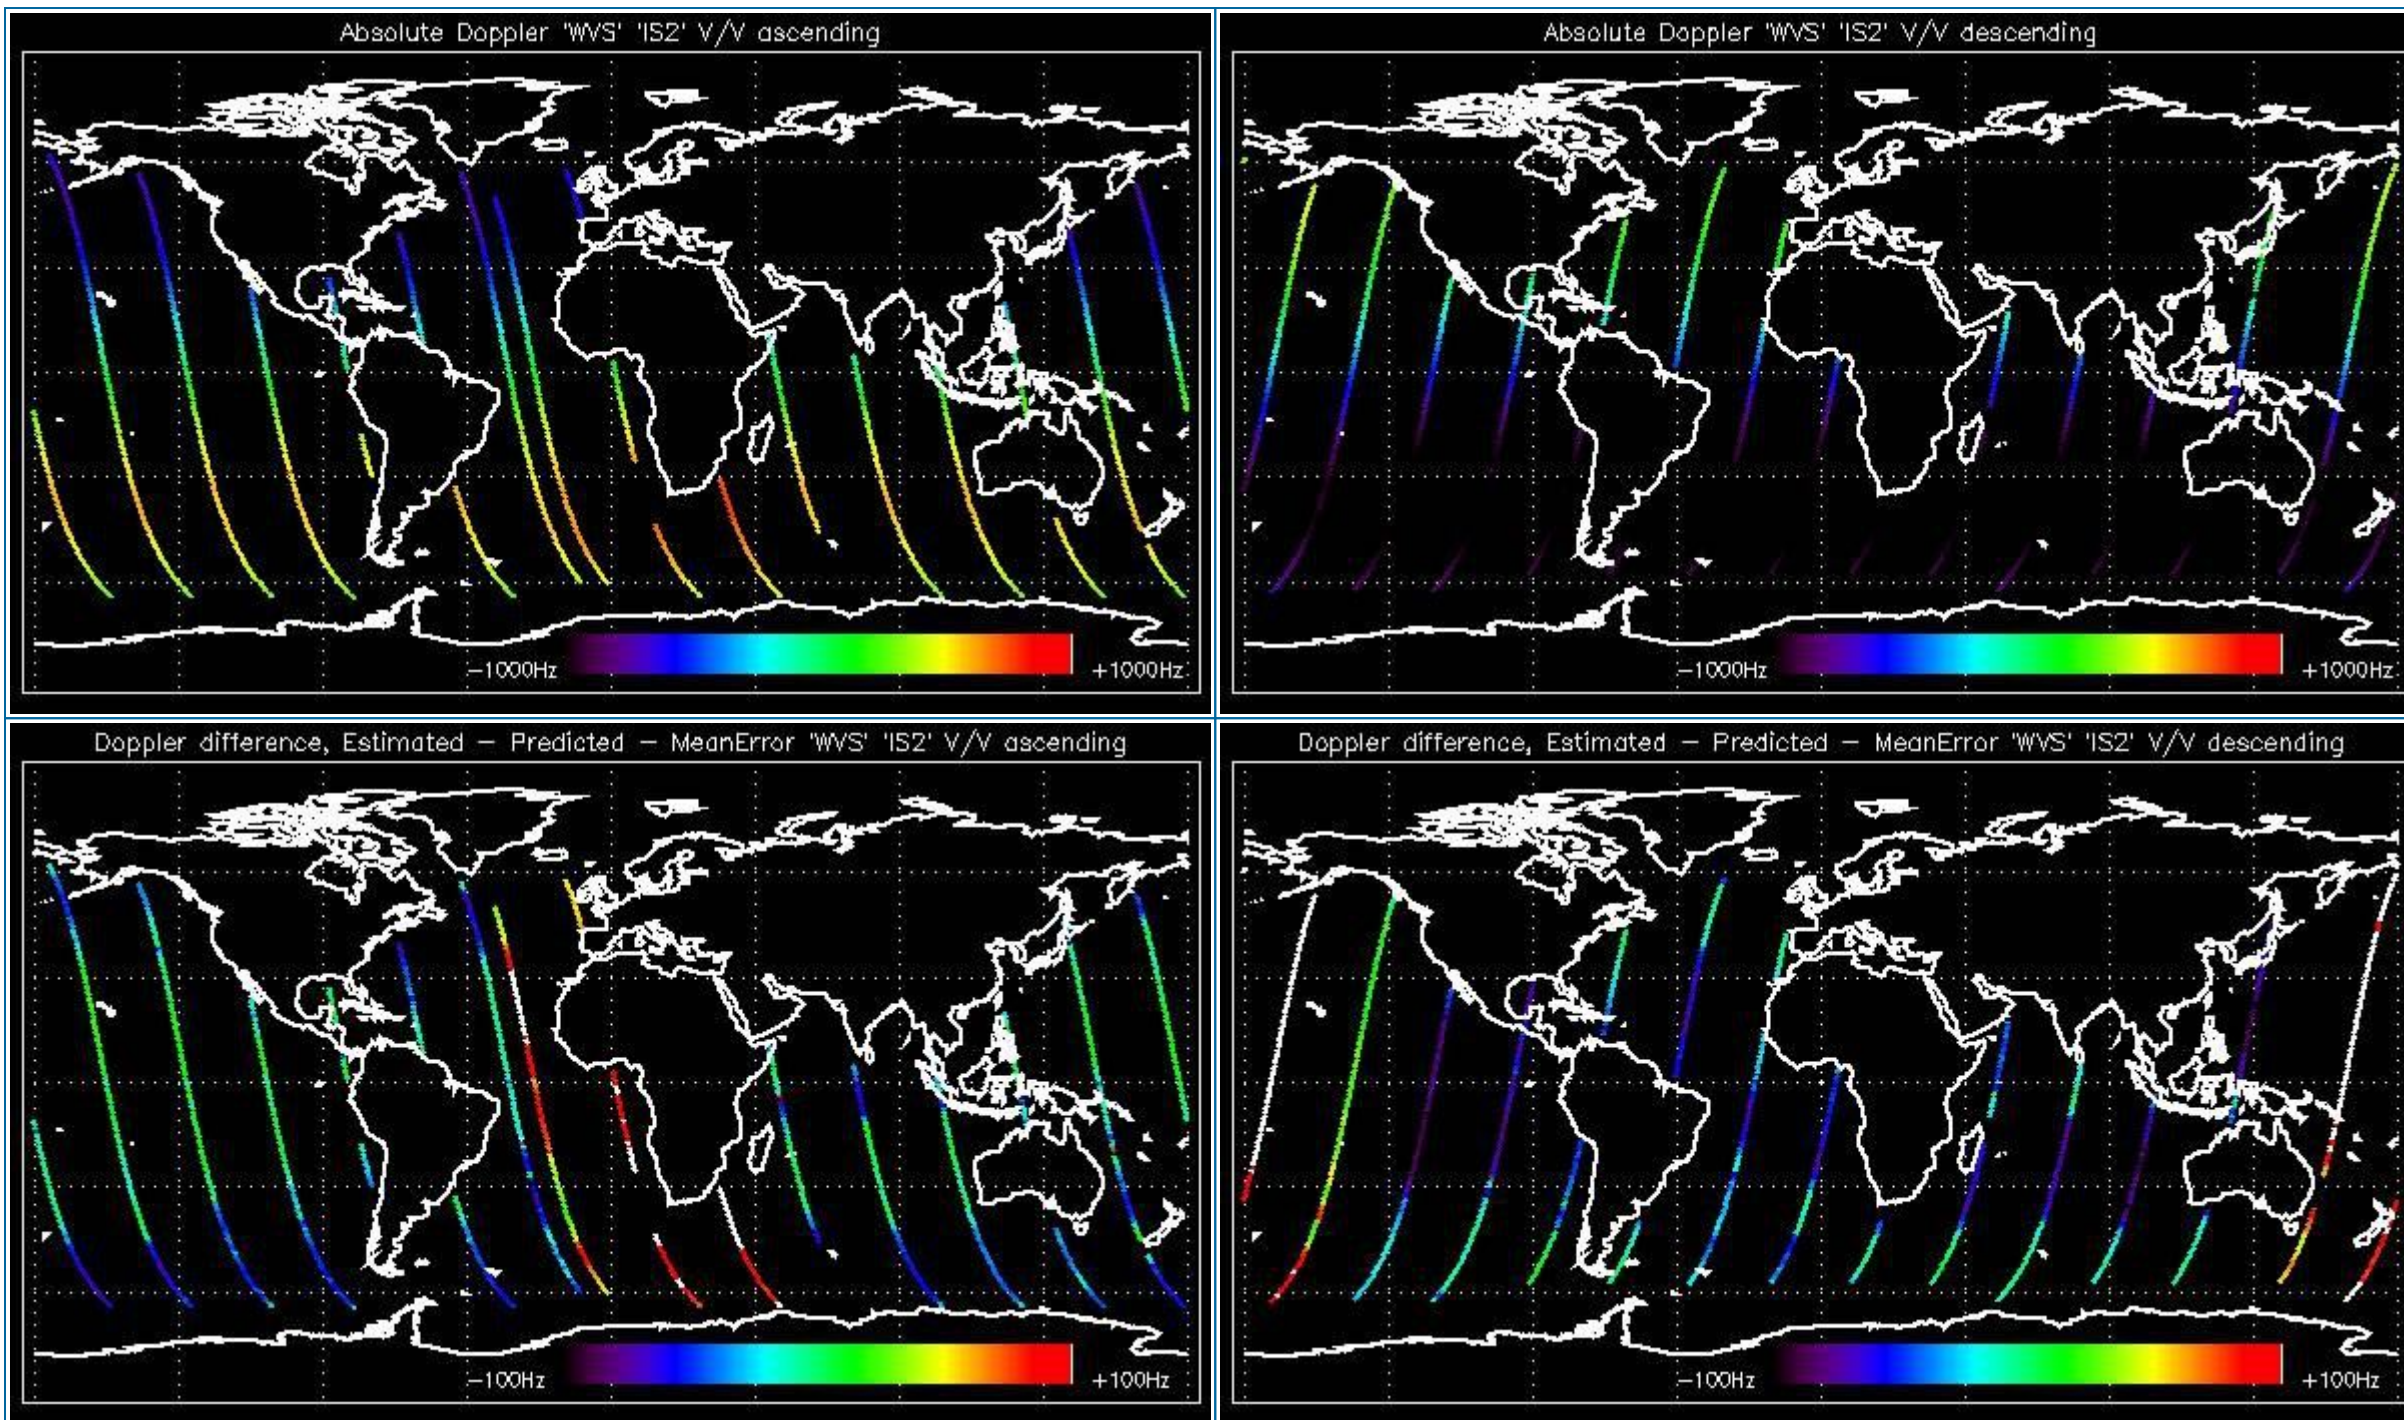 Absolute Doppler 'WVS' 'IS2' V/V ascending
-1000Hz +1000Hz
Absolute Doppler 'WVS' 'IS2' V/V descending
-1000Hz +1000Hz
Doppler difference, Estimated - Predicted - MeanError 'WVS' 'IS2' V/V ascending
-100Hz +100Hz
Doppler difference, Estimated - Predicted - MeanError 'WVS' 'IS2' V/V descending
-100Hz +100Hz